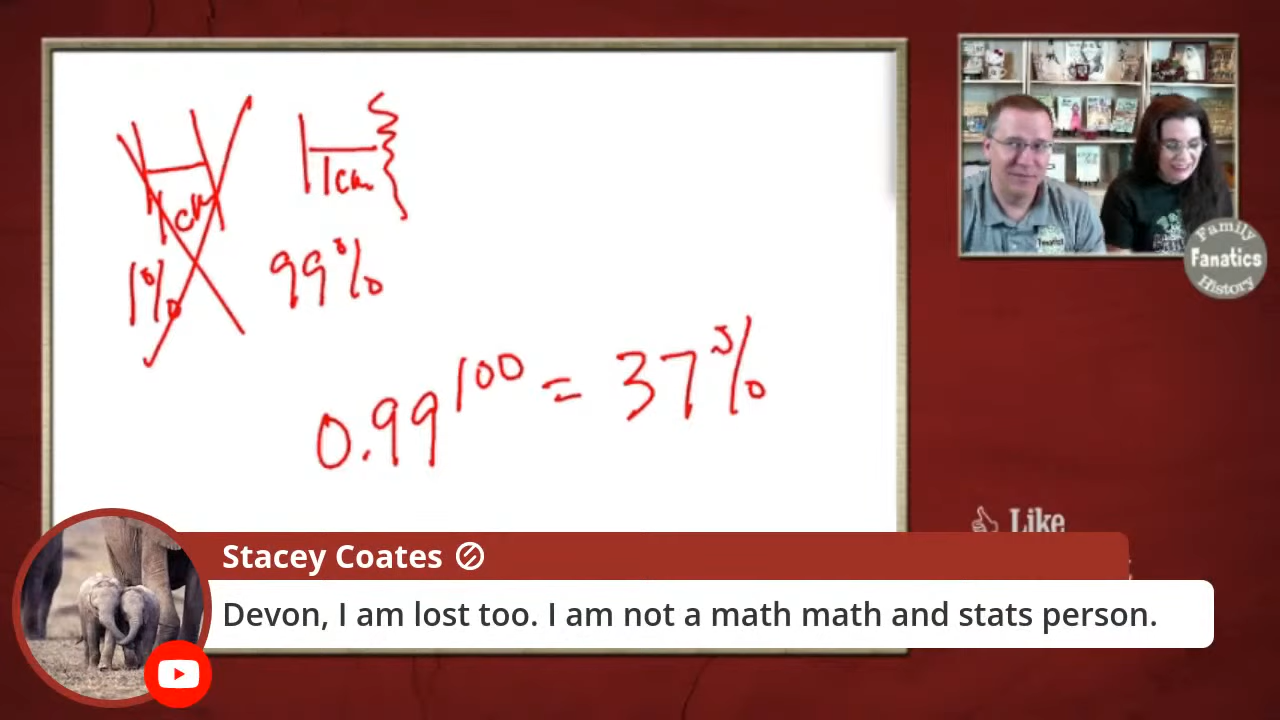 1cm
1cm
1%
99%
0.99^100 = 37%
Family
Fanatics
History
Fanatics
Like
Stacey Coates
Devon, I am lost too. I am not a math math and stats person.